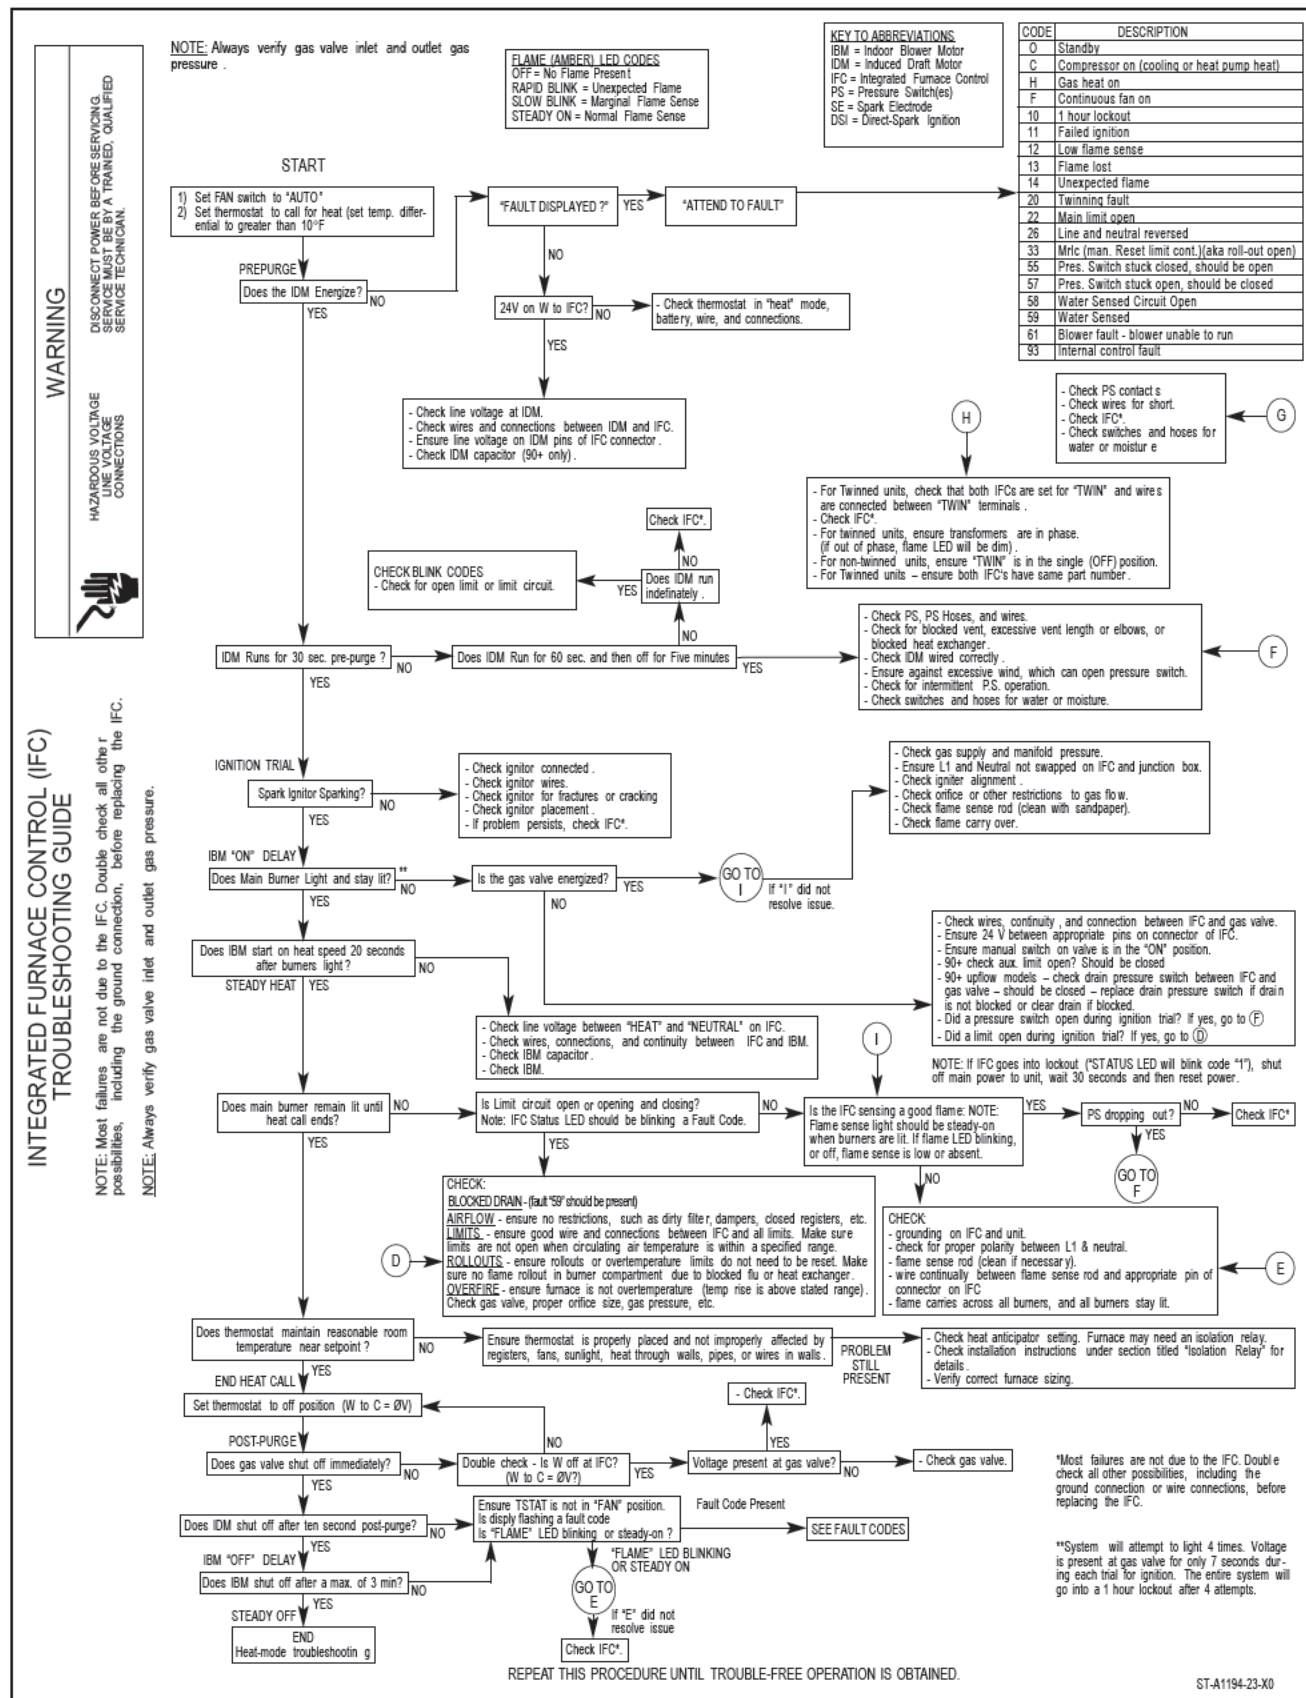 INTEGRATED FURNACE CONTROL (IFC)
TROUBLESHOOTING GUIDE
NOTE: Most failures are not due to the IFC. Double check all other
possibilities, including the ground connection, before replacing the IFC.
NOTE: Always verify gas valve inlet and outlet gas pressure.
WARNING
HAZARDOUS VOLTAGE
LINE VOLTAGE
CONNECTIONS
DISCONNECT POWER BEFORE SERVICING.
SERVICE MUST BE BY A TRAINED, QUALIFIED
SERVICE TECHNICIAN.
NOTE: Always verify gas valve inlet and outlet gas
pressure .
FLAME (AMBER) LED CODES
OFF = No Flame Present
RAPID BLINK = Unexpected Flame
SLOW BLINK = Marginal Flame Sense
STEADY ON = Normal Flame Sense
KEY TO ABBREVIATIONS
IBM = Indoor Blower Motor
IDM = Induced Draft Motor
IFC = Integrated Furnace Control
PS = Pressure Switch(es)
SE = Spark Electrode
DSI = Direct-Spark Ignition
CODE DESCRIPTION
O Standby
C Compressor on (cooling or heat pump heat)
H Gas heat on
F Continuous fan on
10 1 hour lockout
11 Failed ignition
12 Low flame sense
13 Flame lost
14 Unexpected flame
20 Twinning fault
22 Main limit open
26 Line and neutral reversed
33 Mrlc (man. Reset limit cont.)(aka roll-out open)
55 Pres. Switch stuck closed, should be open
57 Pres. Switch stuck open, should be closed
58 Water Sensed Circuit Open
59 Water Sensed
61 Blower fault - blower unable to run
93 Internal control fault
START
1) Set FAN switch to "AUTO"
2) Set thermostat to call for heat (set temp. differ-
ential to greater than 10°F
"FAULT DISPLAYED ?"
YES
"ATTEND TO FAULT"
NO
PREPURGE
Does the IDM Energize?
NO
YES
24V on W to IFC?
NO
- Check thermostat in "heat" mode,
battery, wire, and connections.
YES
- Check line voltage at IDM.
- Check wires and connections between IDM and IFC.
- Ensure line voltage on IDM pins of IFC connector .
- Check IDM capacitor (90+ only) .
- Check PS contact s
- Check wires for short.
- Check IFC*.
- Check switches and hoses for
water or moistur e
G
H
- For Twinned units, check that both IFCs are set for "TWIN" and wire s
are connected between "TWIN" terminals .
- Check IFC*.
- For twinned units, ensure transformers are in phase.
(if out of phase, flame LED will be dim) .
- For non-twinned units, ensure "TWIN" is in the single (OFF) position.
- For Twinned units – ensure both IFC's have same part number .
Check IFC*.
NO
CHECK BLINK CODES
- Check for open limit or limit circuit.
YES
Does IDM run
indefinately .
NO
IDM Runs for 30 sec. pre-purge ?
NO
Does IDM Run for 60 sec. and then off for Five minutes
YES
YES
- Check PS, PS Hoses, and wires.
- Check for blocked vent, excessive vent length or elbows, or
blocked heat exchanger.
- Check IDM wired correctly .
- Ensure against excessive wind, which can open pressure switch.
- Check for intermittent P.S. operation.
- Check switches and hoses for water or moisture.
F
IGNITION TRIAL
Spark Ignitor Sparking?
NO
YES
- Check ignitor connected .
- Check ignitor wires.
- Check ignitor for fractures or cracking
- Check ignitor placement .
- If problem persists, check IFC*.
- Check gas supply and manifold pressure.
- Ensure L1 and Neutral not swapped on IFC and junction box.
- Check igniter alignment .
- Check orifice or other restrictions to gas flow.
- Check flame sense rod (clean with sandpaper).
- Check flame carry over.
IBM "ON" DELAY
Does Main Burner Light and stay lit?
**
NO
YES
Is the gas valve energized?
YES
NO
GO TO
I
If "I" did not
resolve issue.
Does IBM start on heat speed 20 seconds
after burners light ?
NO
STEADY HEAT
YES
- Check line voltage between "HEAT" and "NEUTRAL" on IFC.
- Check wires, connections, and continuity between IFC and IBM.
- Check IBM capacitor .
- Check IBM.
- Check wires, continuity , and connection between IFC and gas valve.
- Ensure 24 V between appropriate pins on connector of IFC.
- Ensure manual switch on valve is in the "ON" position.
- 90+ check aux. limit open? Should be closed
- 90+ upflow models – check drain pressure switch between IFC and
gas valve – should be closed – replace drain pressure switch if drain
is not blocked or clear drain if blocked.
- Did a pressure switch open during ignition trial? If yes, go to F
- Did a limit open during ignition trial? If yes, go to D
NOTE: If IFC goes into lockout ("STATUS LED will blink code "1"), shut
off main power to unit, wait 30 seconds and then reset power.
I
Does main burner remain lit until
heat call ends?
NO
YES
Is Limit circuit open or opening and closing?
Note: IFC Status LED should be blinking a Fault Code.
NO
YES
Is the IFC sensing a good flame: NOTE:
Flame sense light should be steady-on
when burners are lit. If flame LED blinking,
or off, flame sense is low or absent.
YES
NO
PS dropping out?
NO
Check IFC*
YES
GO TO
F
D
CHECK:
BLOCKED DRAIN - (fault "59" should be present)
AIRFLOW - ensure no restrictions, such as dirty filter, dampers, closed registers, etc.
LIMITS - ensure good wire and connections between IFC and all limits. Make sure
limits are not open when circulating air temperature is within a specified range.
ROLLOUTS - ensure rollouts or overtemperature limits do not need to be reset. Make
sure no flame rollout in burner compartment due to blocked flu or heat exchanger.
OVERFIRE - ensure furnace is not overtemperature (temp rise is above stated range) .
Check gas valve, proper orifice size, gas pressure, etc.
CHECK:
- grounding on IFC and unit.
- check for proper polarity between L1 & neutral.
- flame sense rod (clean if necessary).
- wire continually between flame sense rod and appropriate pin of
connector on IFC
- flame carries across all burners, and all burners stay lit.
E
Does thermostat maintain reasonable room
temperature near setpoint ?
NO
YES
Ensure thermostat is properly placed and not improperly affected by
registers, fans, sunlight, heat through walls, pipes, or wires in walls .
PROBLEM
STILL
PRESENT
- Check heat anticipator setting. Furnace may need an isolation relay.
- Check installation instructions under section titled "Isolation Relay" for
details .
- Verify correct furnace sizing.
END HEAT CALL
Set thermostat to off position (W to C = ØV)
- Check IFC*.
POST-PURGE
NO
YES
Does gas valve shut off immediately?
NO
YES
Double check - Is W off at IFC?
(W to C = ØV?)
YES
Voltage present at gas valve?
NO
- Check gas valve.
Does IDM shut off after ten second post-purge?
NO
YES
Ensure TSTAT is not in "FAN" position.
Is disply flashing a fault code
Is "FLAME" LED blinking or steady-on ?
Fault Code Present
SEE FAULT CODES
"FLAME" LED BLINKING
OR STEADY ON
IBM "OFF" DELAY
Does IBM shut off after a max. of 3 min?
NO
YES
GO TO
E
If "E" did not
resolve issue
Check IFC*.
STEADY OFF
END
Heat-mode troubleshootin g
*Most failures are not due to the IFC. Double
check all other possibilities, including the
ground connection or wire connections, before
replacing the IFC.
**System will attempt to light 4 times. Voltage
is present at gas valve for only 7 seconds dur-
ing each trial for ignition. The entire system will
go into a 1 hour lockout after 4 attempts.
REPEAT THIS PROCEDURE UNTIL TROUBLE-FREE OPERATION IS OBTAINED.
ST-A1194-23-X0